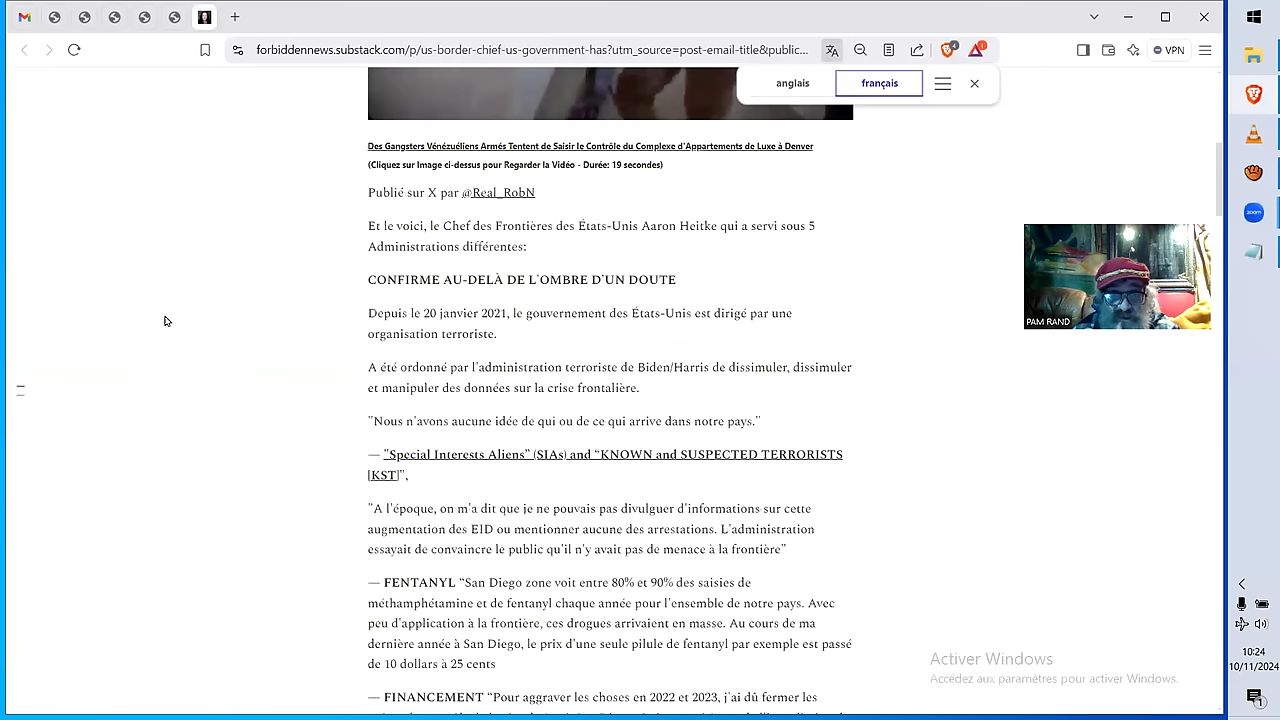 forbiddennews.substack.com/p/us-border-chief-us-government-has?utm_source=post-email-title&public...
4
1
VPN
anglais
français
Des Gangsters Vénézuéliens Armés Tentent de Saisir le Contrôle du Complexe d'Appartements de Luxe à Denver
(Cliquez sur Image ci-dessus pour Regarder la Vidéo - Durée: 19 secondes)
Publié sur X par @Real_RobN
Et le voici, le Chef des Frontières des États-Unis Aaron Heitke qui a servi sous 5
Administrations différentes:
CONFIRME AU-DELÀ DE L'OMBRE D'UN DOUTE
Depuis le 20 janvier 2021, le gouvernement des États-Unis est dirigé par une
organisation terroriste.
A été ordonné par l'administration terroriste de Biden/Harris de dissimuler, dissimuler
et manipuler des données sur la crise frontalière.
"Nous n'avons aucune idée de qui ou de ce qui arrive dans notre pays."
— "Special Interests Aliens" (SIAs) and “KNOWN and SUSPECTED TERRORISTS
[KST]",
"A l'époque, on m'a dit que je ne pouvais pas divulguer d'informations sur cette
augmentation des EID ou mentionner aucune des arrestations. L'administration
essayait de convaincre le public qu'il n'y avait pas de menace à la frontière"
— FENTANYL “San Diego zone voit entre 80% et 90% des saisies de
méthamphétamine et de fentanyl chaque année pour l'ensemble de notre pays. Avec
peu d'application à la frontière, ces drogues arrivaient en masse. Au cours de ma
dernière année à San Diego, le prix d'une seule pilule de fentanyl par exemple est passé
de 10 dollars à 25 cents
— FINANCEMENT “Pour aggraver les choses en 2022 et 2023, j'ai dû fermer les
PAM RAND
zoom
Activer Windows
Accédez aux paramètres pour activer Windows.
10:24
10/11/2024
1